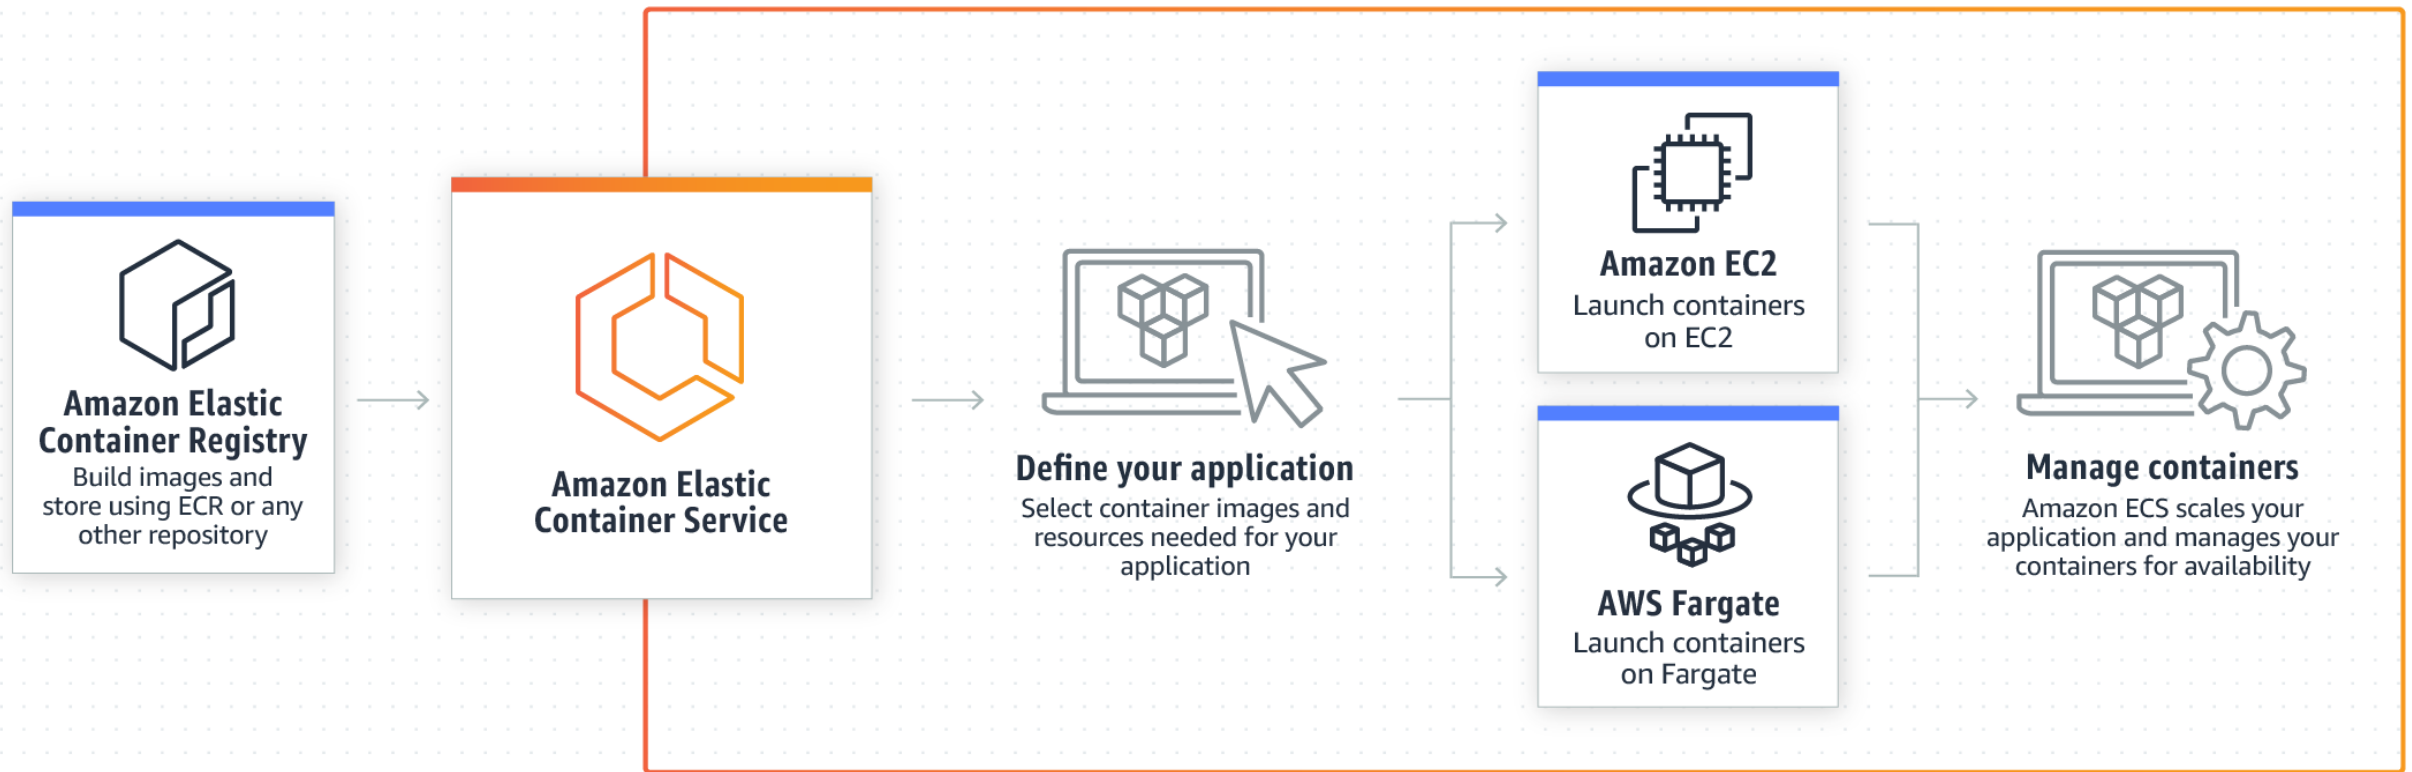 Amazon Elastic
Container Registry
Build images and
store using ECR or any
other repository
Amazon Elastic
Container Service
Define your application
Select container images and
resources needed for your
application
Amazon EC2
Launch containers
on EC2
AWS Fargate
Launch containers
on Fargate
Manage containers
Amazon ECS scales your
application and manages your
containers for availability